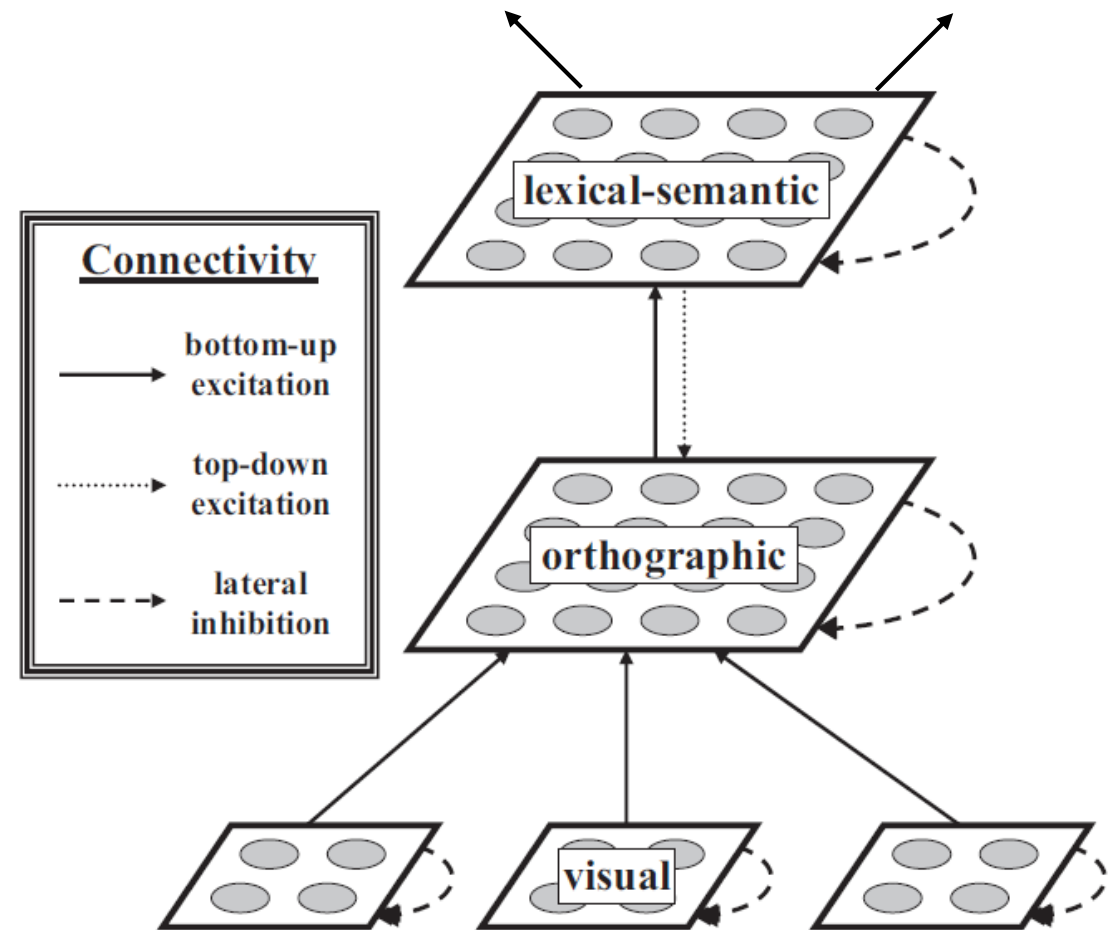 lexical-semantic
Connectivity
bottom-up
excitation
top-down
excitation
lateral
inhibition
orthographic
visual